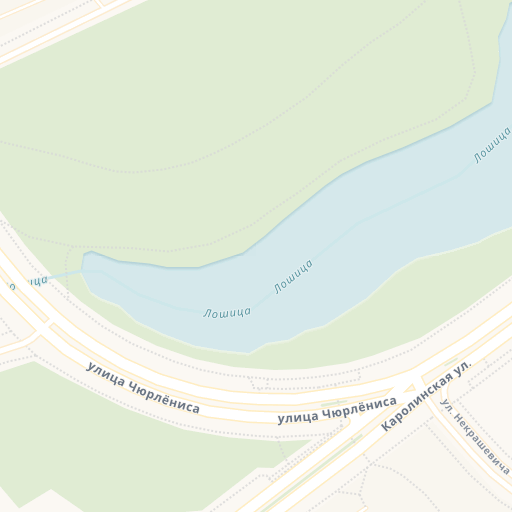 Лошица
Лошица
Лошица
улица Чюрлёниса
улица Чюрлёниса
Каролинская ул.
ул. Некрашевича